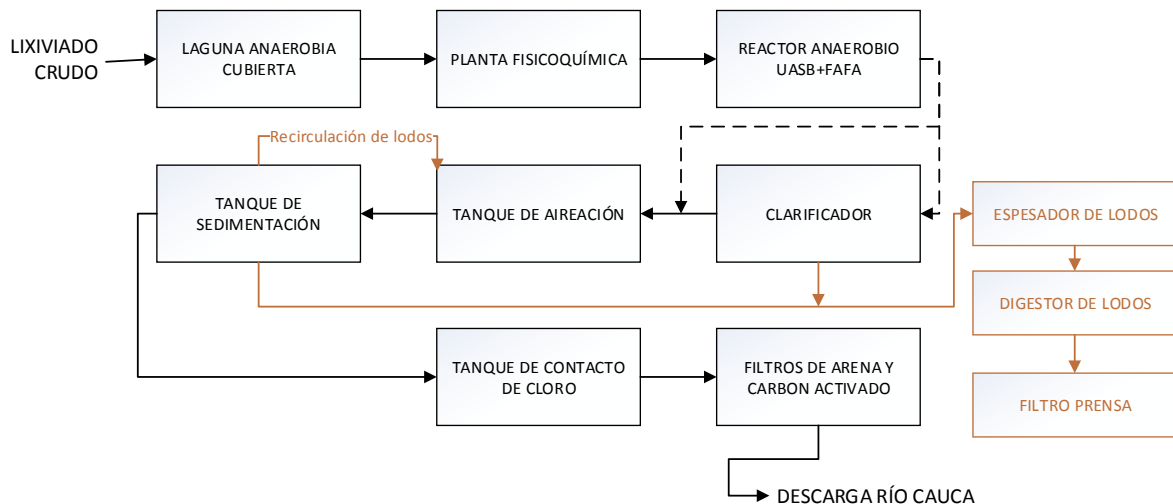 LIXIVIADO
CRUDO
LAGUNA ANAEROBIA
CUBIERTA
PLANTA FISICOQUÍMICA
REACTOR ANAEROBIO
UASB+FAFA
Recirculación de lodos
TANQUE DE
SEDIMENTACIÓN
TANQUE DE AIREACIÓN
CLARIFICADOR
ESPESADOR DE LODOS
DIGESTOR DE LODOS
TANQUE DE CONTACTO
DE CLORO
FILTROS DE ARENA Y
CARBON ACTIVADO
FILTRO PRENSA
DESCARGA RÍO CAUCA